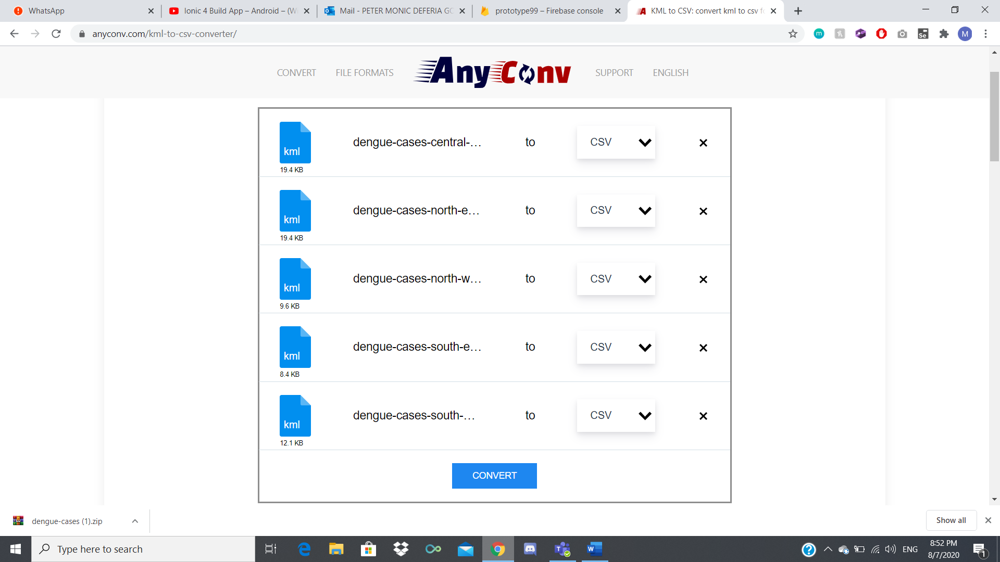 WhatsApp
Ionic 4 Build App – Android – (Wi
Mail - PETER MONIC DEFERIA GO
prototype99 – Firebase console
KML to CSV: convert kml to csv f
anyconv.com/kml-to-csv-converter/
m
h
Se
M
CONVERT
FILE FORMATS
AnyConv
SUPPORT
ENGLISH
kml
19.4 KB
dengue-cases-central-... to CSV
kml
19.4 KB
dengue-cases-north-e... to CSV
kml
9.6 KB
dengue-cases-north-w... to CSV
kml
8.4 KB
dengue-cases-south-e... to CSV
kml
12.1 KB
dengue-cases-south-... to CSV
CONVERT
dengue-cases (1).zip
Show all
Type here to search
ENG
8:52 PM
8/7/2020
1